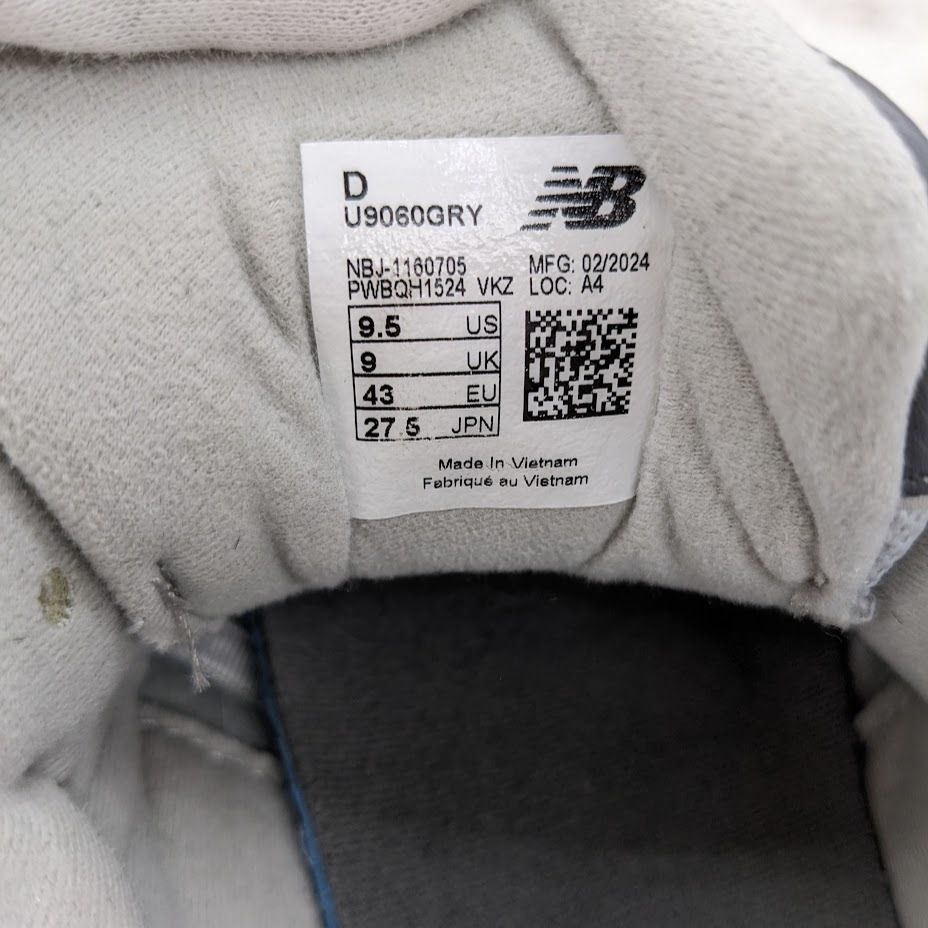 D
U9060GRY
NB
NBJ-1160705
MFG: 02/2024
PWBQH1524 VKZ
LOC: A4
9.5 US
9 UK
43 EU
27.5 JPN
Made In Vietnam
Fabriqué au Vietnam